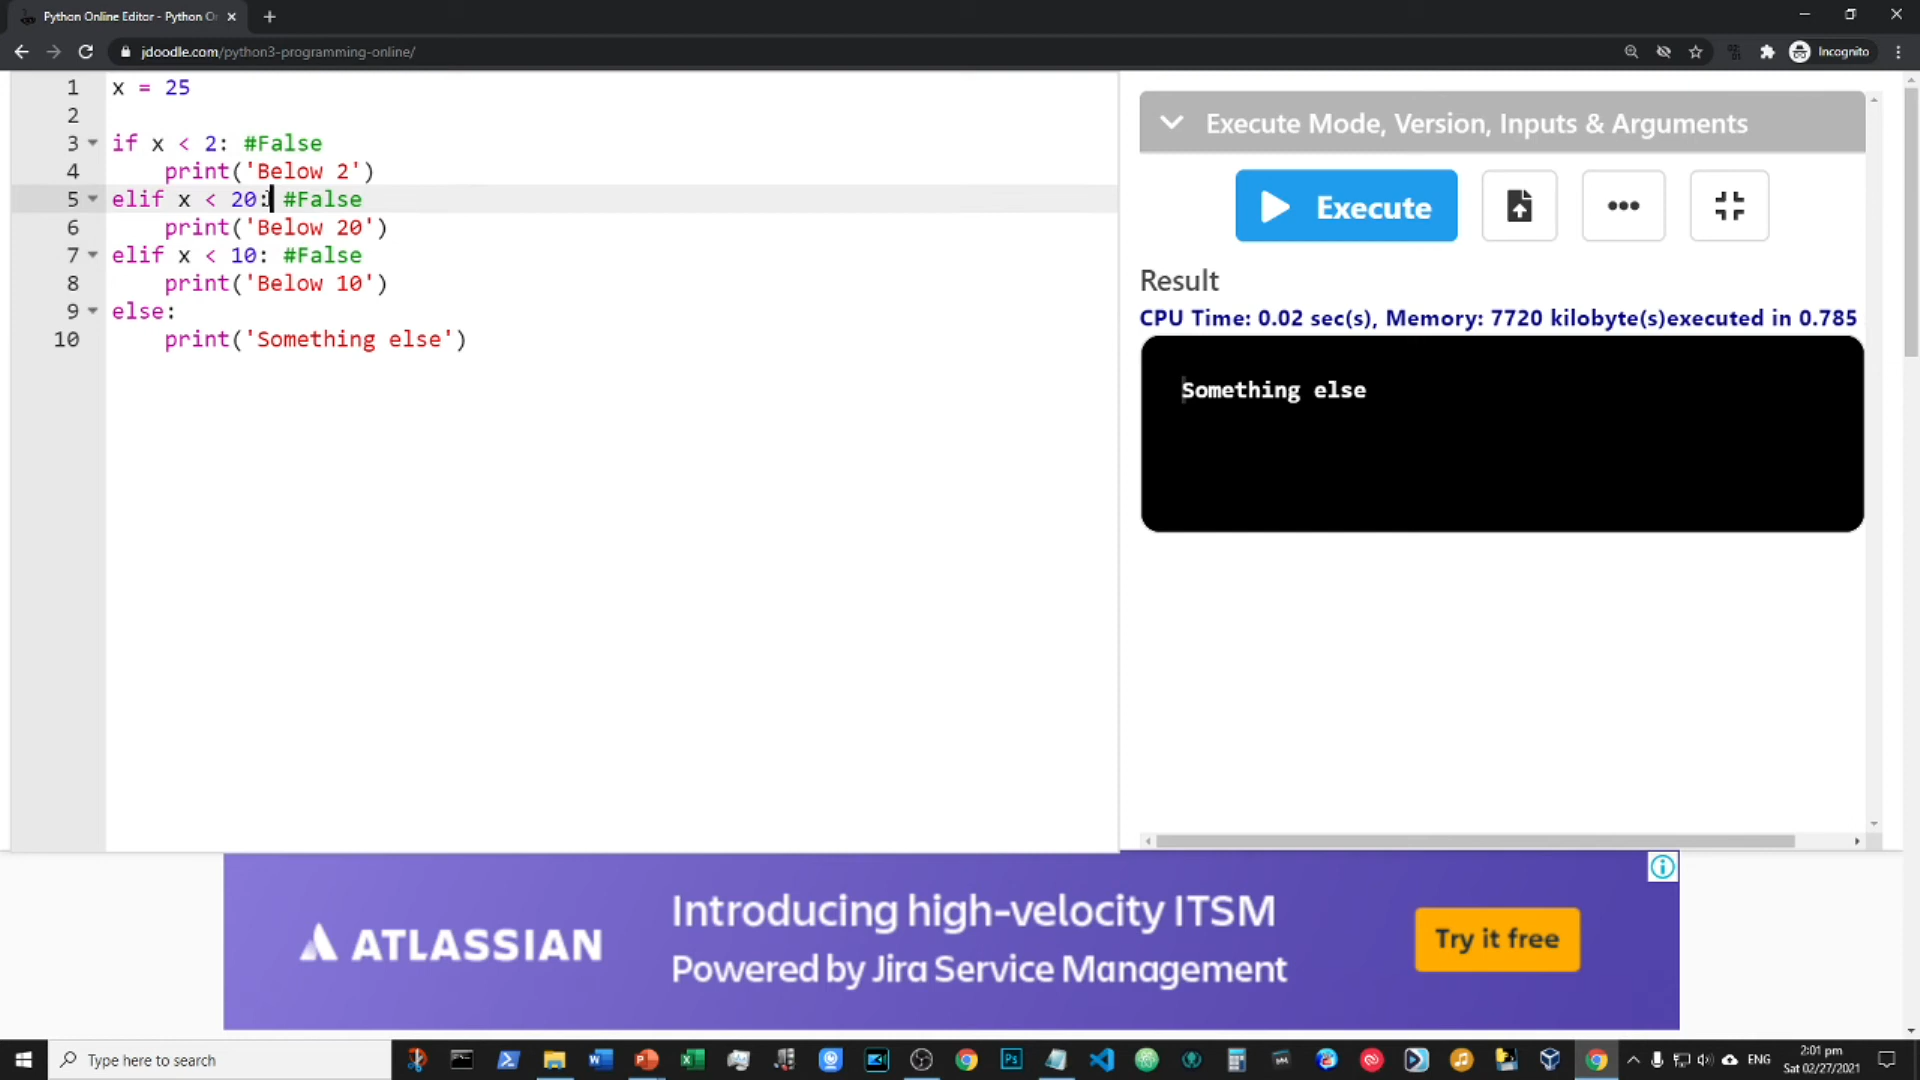 Python Online Editor - Python O
jdoodle.com/python3-programming-online/
Incognito
1 x = 25
2
3 if x < 2: #False
4 print('Below 2')
5 elif x < 20: #False
6 print('Below 20')
7 elif x < 10: #False
8 print('Below 10')
9 else:
10 print('Something else')
Execute Mode, Version, Inputs & Arguments
Execute
Result
CPU Time: 0.02 sec(s), Memory: 7720 kilobyte(s)executed in 0.785
Something else
ATLASSIAN
Introducing high-velocity ITSM
Powered by Jira Service Management
Try it free
Type here to search
ENG
2:01 pm
Sat 02/27/2021